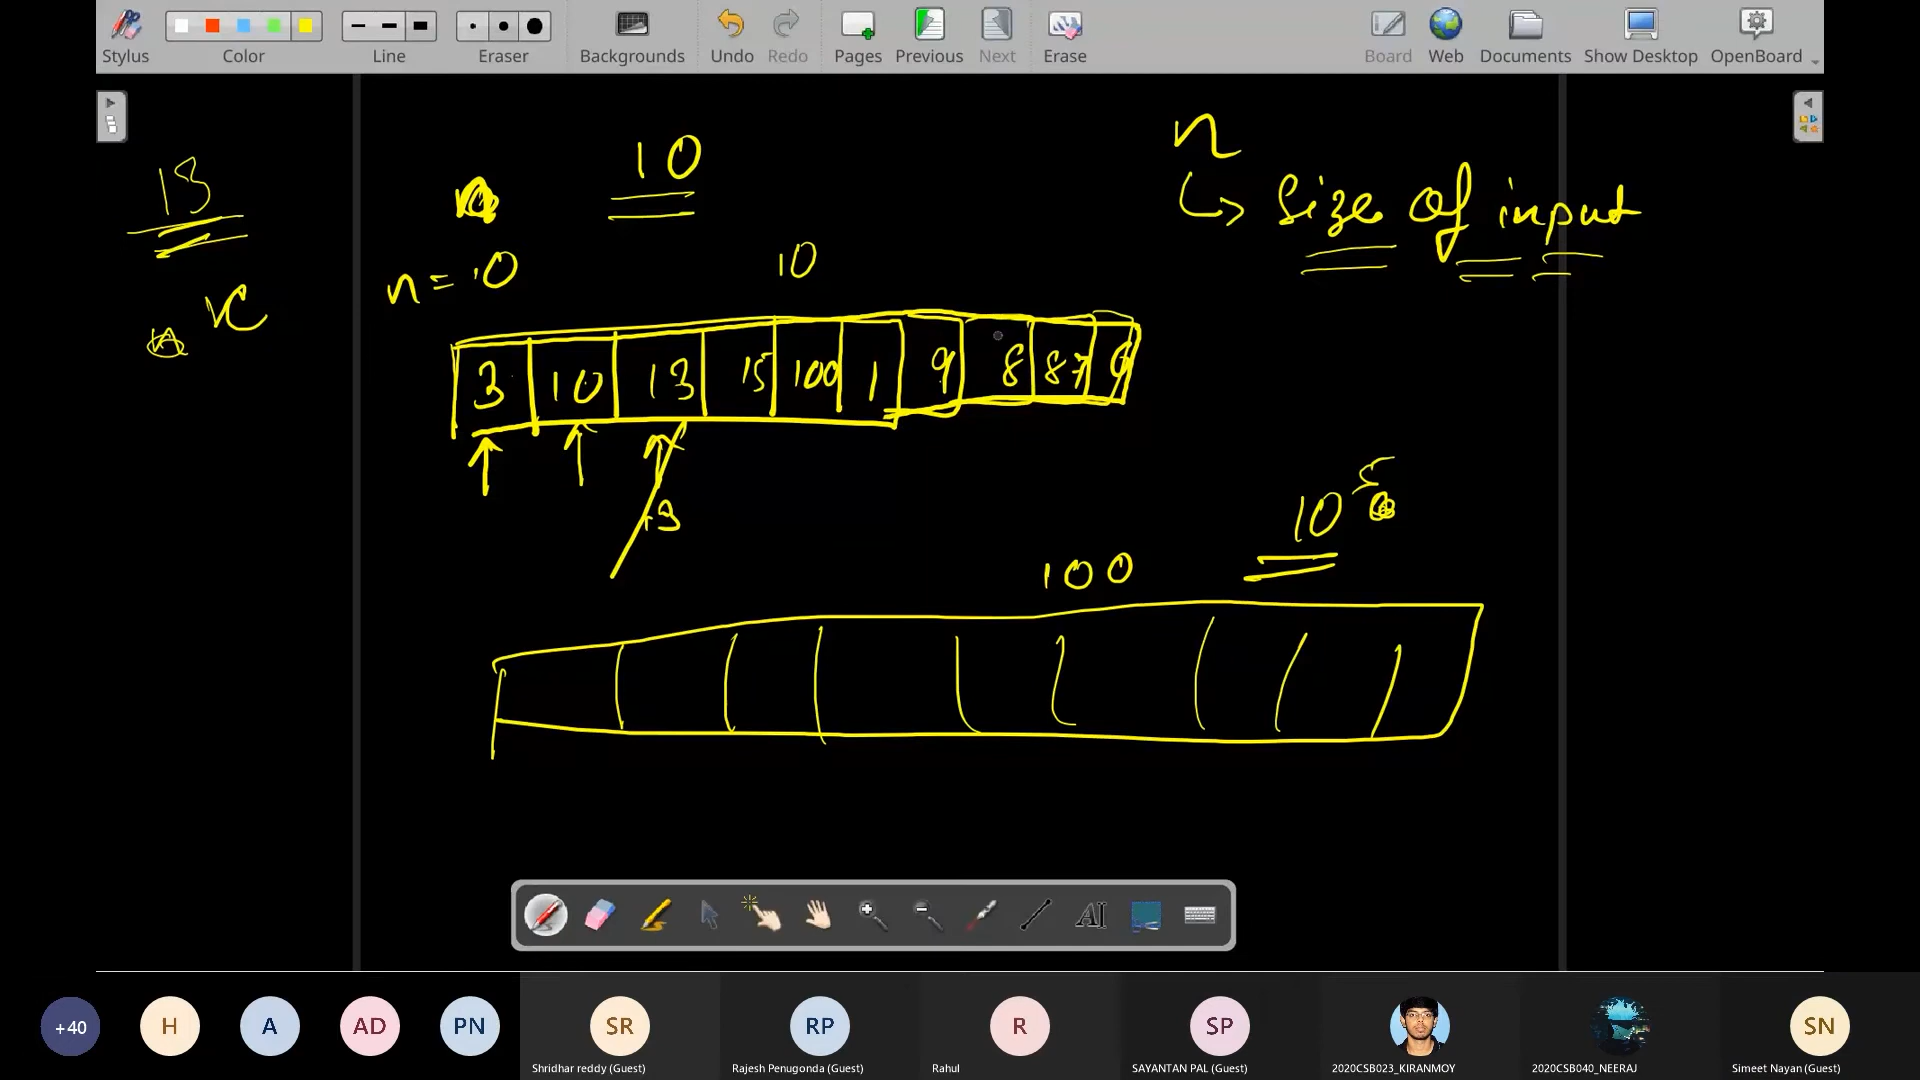 Stylus Color Line Eraser Backgrounds Undo Redo Pages Previous Next Erase Board Web Documents Show Desktop OpenBoard
n
↳ Size of input
13
x
10
n = 10
10
3 10 13 15 100 1 9 8 87 9
13
10^5
100
+40 H A AD PN SR RP R SP SN
Shridhar reddy (Guest) Rajesh Penugonda (Guest) Rahul SAYANTAN PAL (Guest) 2020CSB023_KIRANMOY 2020CSB040_NEERAJ Simeet Nayan (Guest)